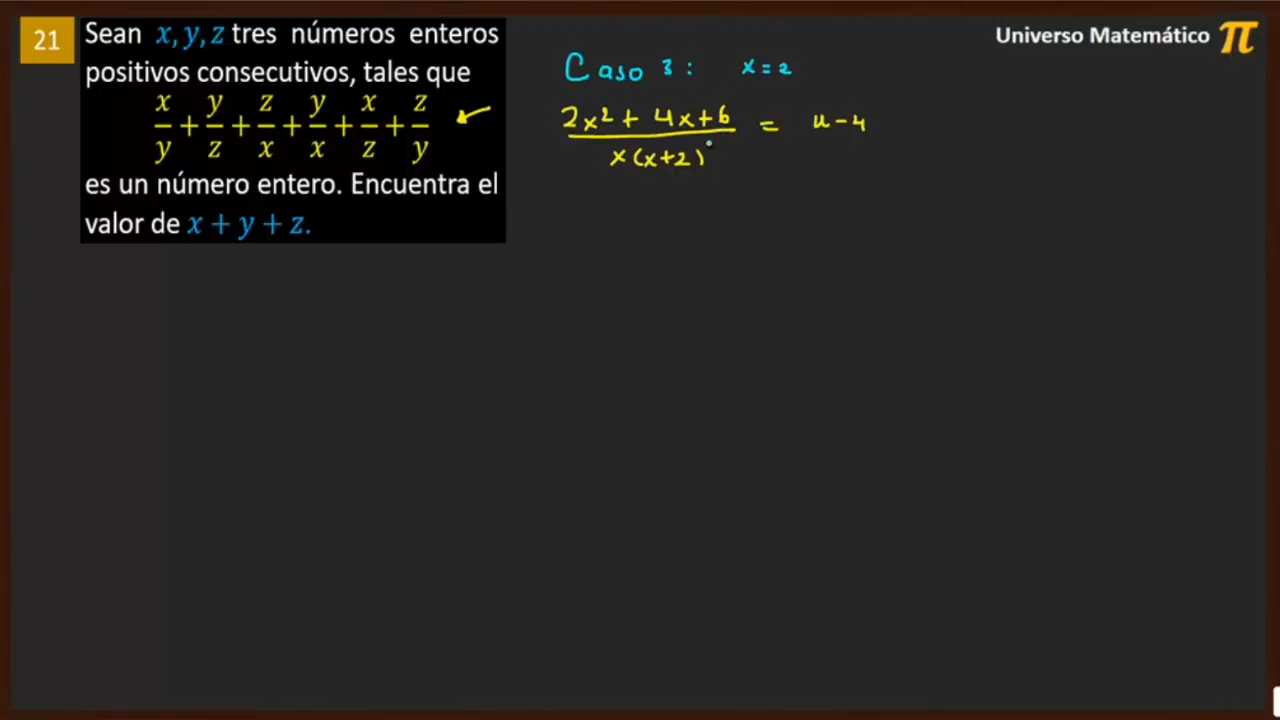 21
Sean x, y, z tres números enteros
positivos consecutivos, tales que
x/y + y/z + z/x + y/x + x/z + z/y
es un número entero. Encuentra el
valor de x + y + z.
Universo Matemático π
Caso 3: x = 2
2x² + 4x + 6 / x(x+2) = u - 4